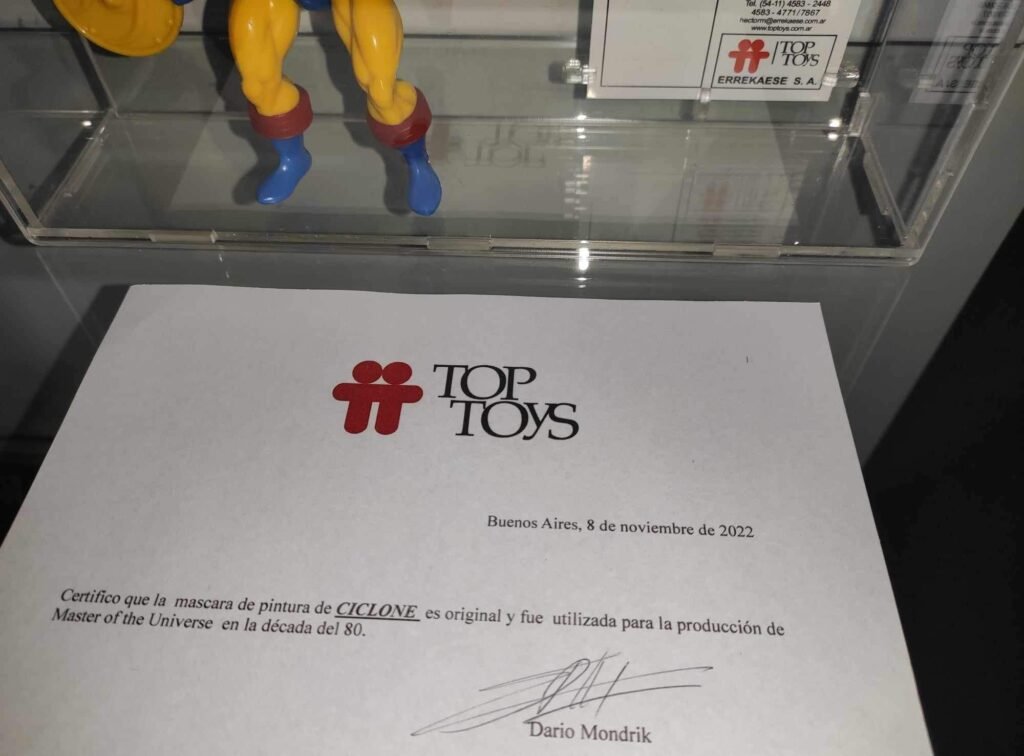 Tel. (54-11) 4583 - 2448
4583 - 4771/7867
hectorm@errekaese.com.ar
www.toptoys.com.ar
TOP
TOYS
ERREKAESE S. A.
TOP
TOYS
Buenos Aires, 8 de noviembre de 2022
Certifico que la mascara de pintura de CICLONE es original y fue utilizada para la producción de
Master of the Universe en la década del 80.
Dario Mondrik